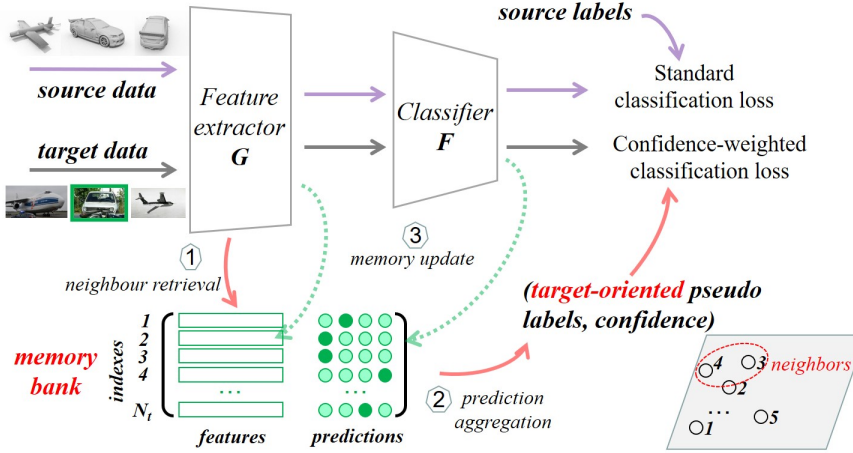 source labels
source data
Standard
classification loss
Feature
extractor
G
Classifier
F
target data
Confidence-weighted
classification loss
1
neighbour retrieval
3
memory update
(target-oriented pseudo
labels, confidence)
memory
bank
indexes
1
2
3
4
...
N_t
...
features
predictions
2
prediction
aggregation
4
3
neighbors
2
...
1
5